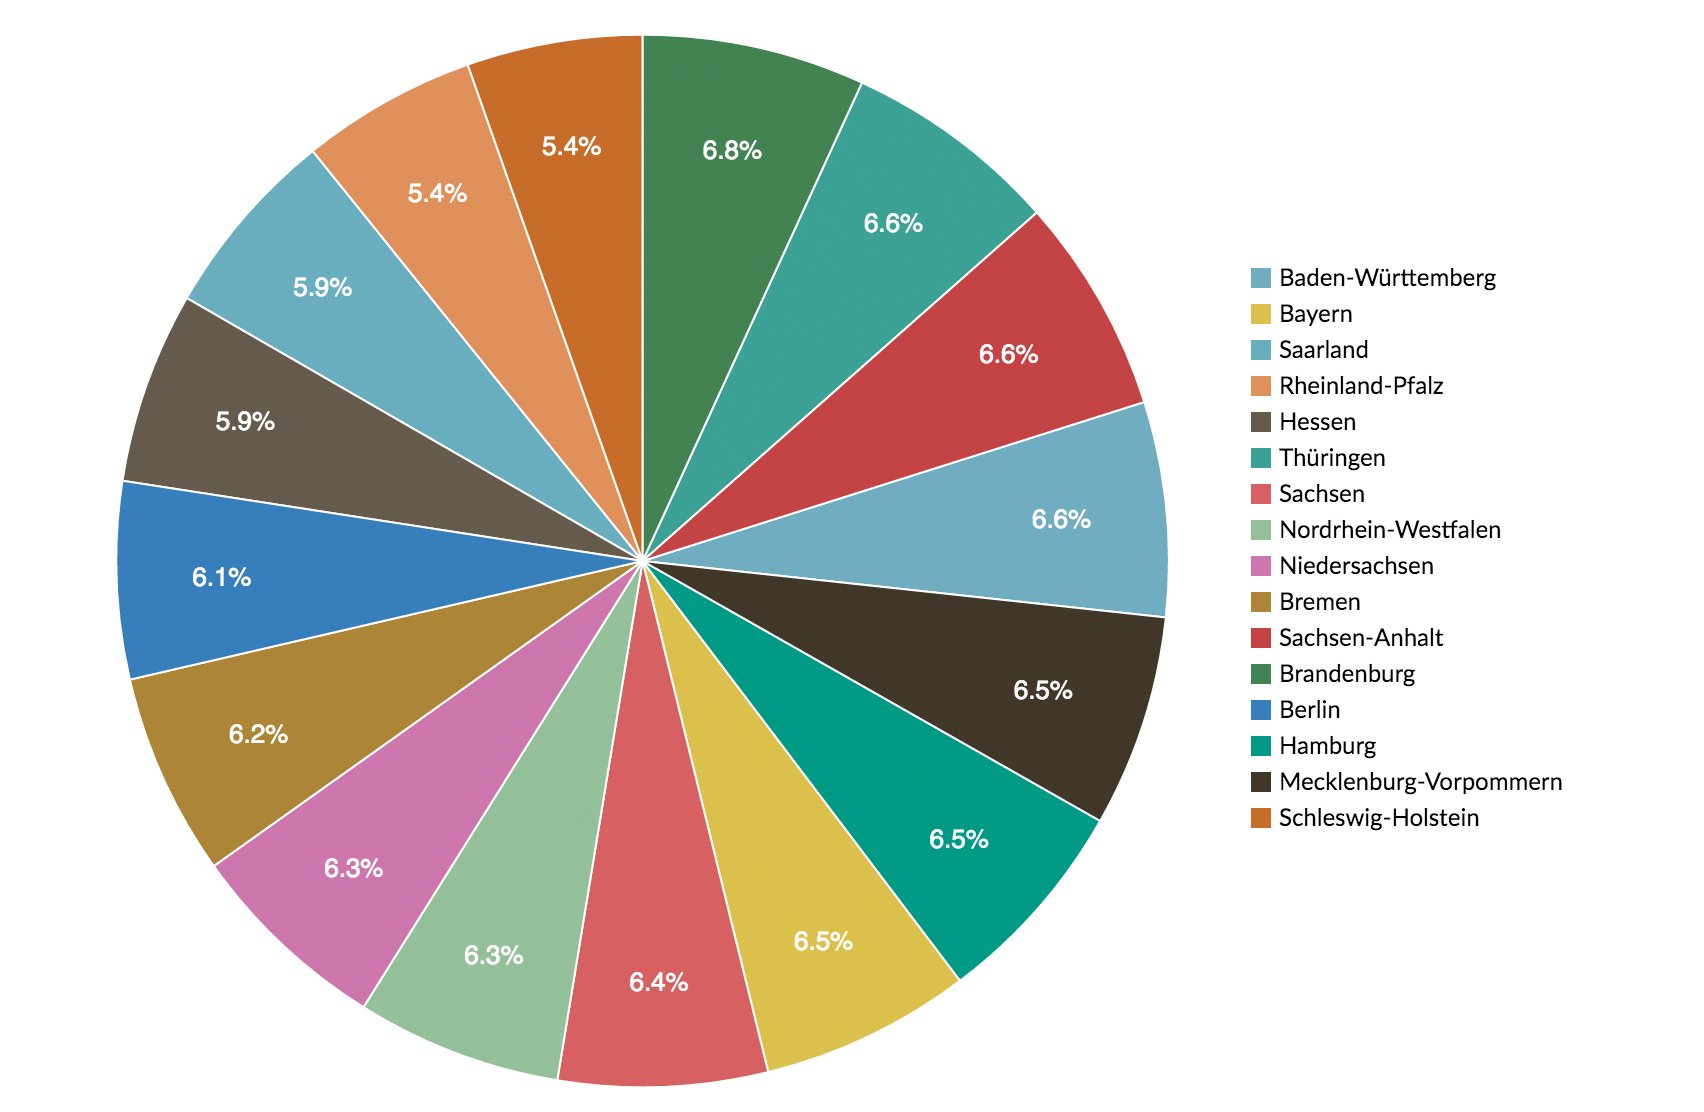 5.4%
6.8%
5.4%
6.6%
5.9%
6.6%
5.9%
6.6%
6.1%
6.5%
6.2%
6.5%
6.3%
6.5%
6.3%
6.4%
Baden-Württemberg
Bayern
Saarland
Rheinland-Pfalz
Hessen
Thüringen
Sachsen
Nordrhein-Westfalen
Niedersachsen
Bremen
Sachsen-Anhalt
Brandenburg
Berlin
Hamburg
Mecklenburg-Vorpommern
Schleswig-Holstein